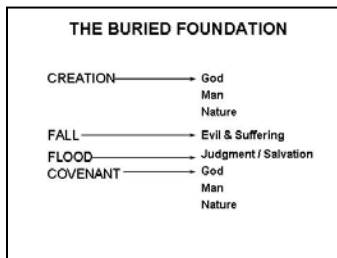 THE BURIED FOUNDATION
CREATION God
Man
Nature
FALL Evil & Suffering
FLOOD Judgment / Salvation
COVENANT God
Man
Nature